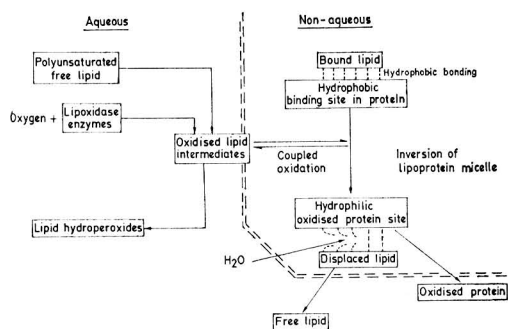 Aqueous
Non-aqueous
Polyunsaturated
free lipid
Oxygen +
Lipoxidase
enzymes
Oxidised lipid
intermediates
Lipid hydroperoxides
Bound lipid
Hydrophobic bonding
Hydrophobic
binding site in protein
Coupled
oxidation
Inversion of
lipoprotein micelle
Hydrophilic
oxidised protein site
H₂O
Displaced lipid
Oxidised protein
Free lipid